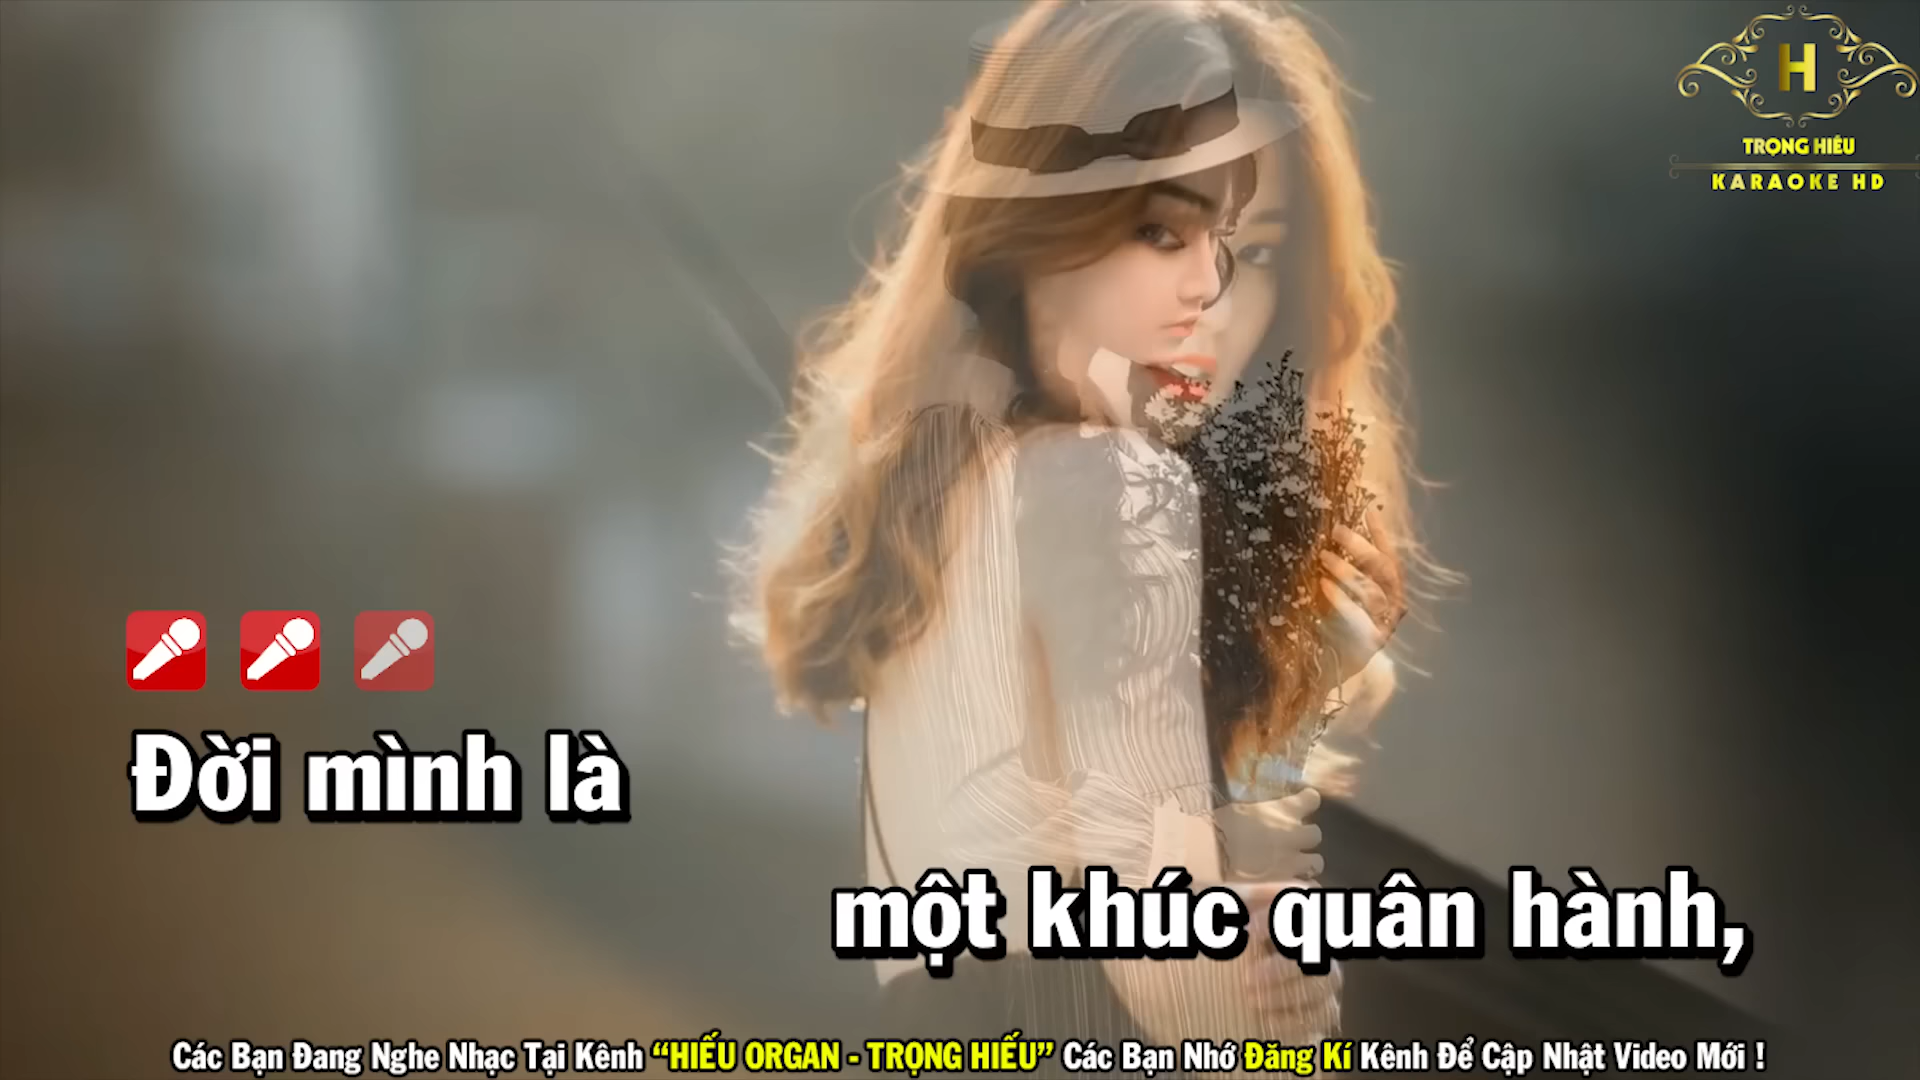 H
TRỌNG HIẾU
KARAOKE HD
Đời mình là
một khúc quân hành,
Các Bạn Đang Nghe Nhạc Tại Kênh “HIẾU ORGAN - TRỌNG HIẾU” Các Bạn Nhớ Đăng Kí Kênh Để Cập Nhật Video Mới !